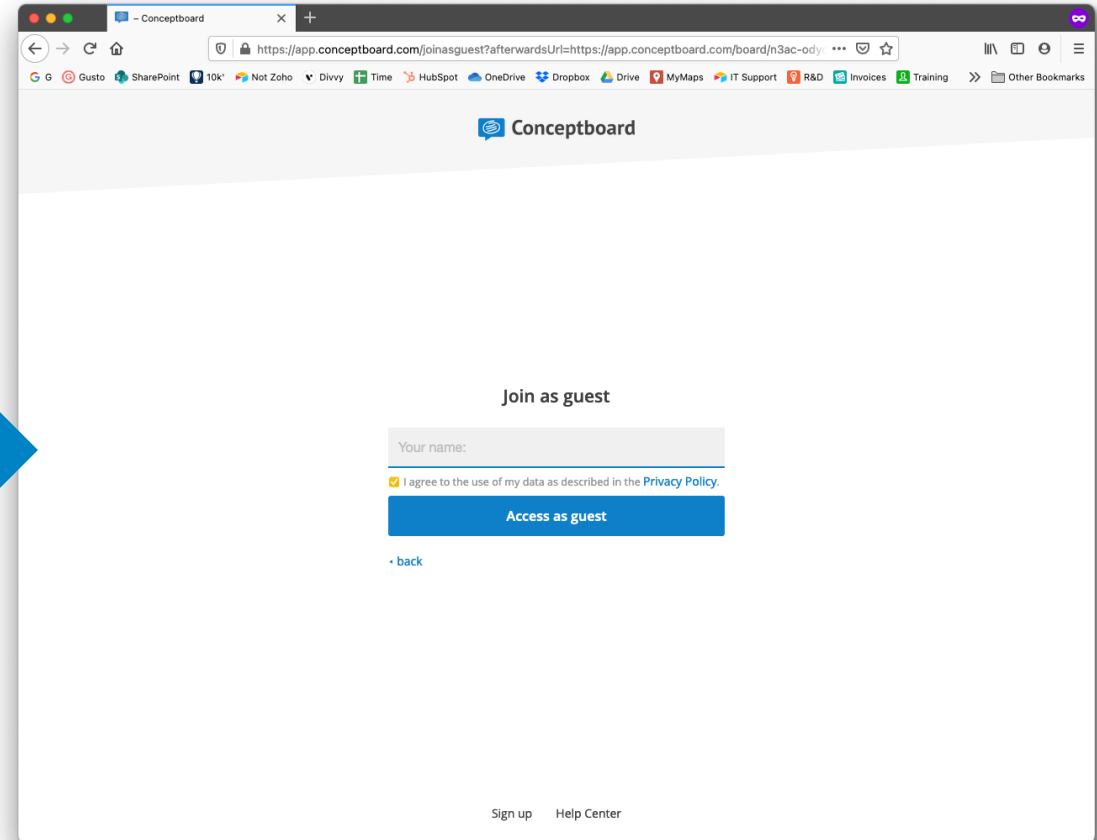 – Conceptboard
https://app.conceptboard.com/joinasguest?afterwardsUrl=https://app.conceptboard.com/board/n3ac-ody
G G Gusto SharePoint 10k' Not Zoho Divvy Time HubSpot OneDrive Dropbox Drive MyMaps IT Support R&D Invoices Training Other Bookmarks
Conceptboard
Join as guest
Your name:
I agree to the use of my data as described in the Privacy Policy.
Access as guest
back
Sign up Help Center